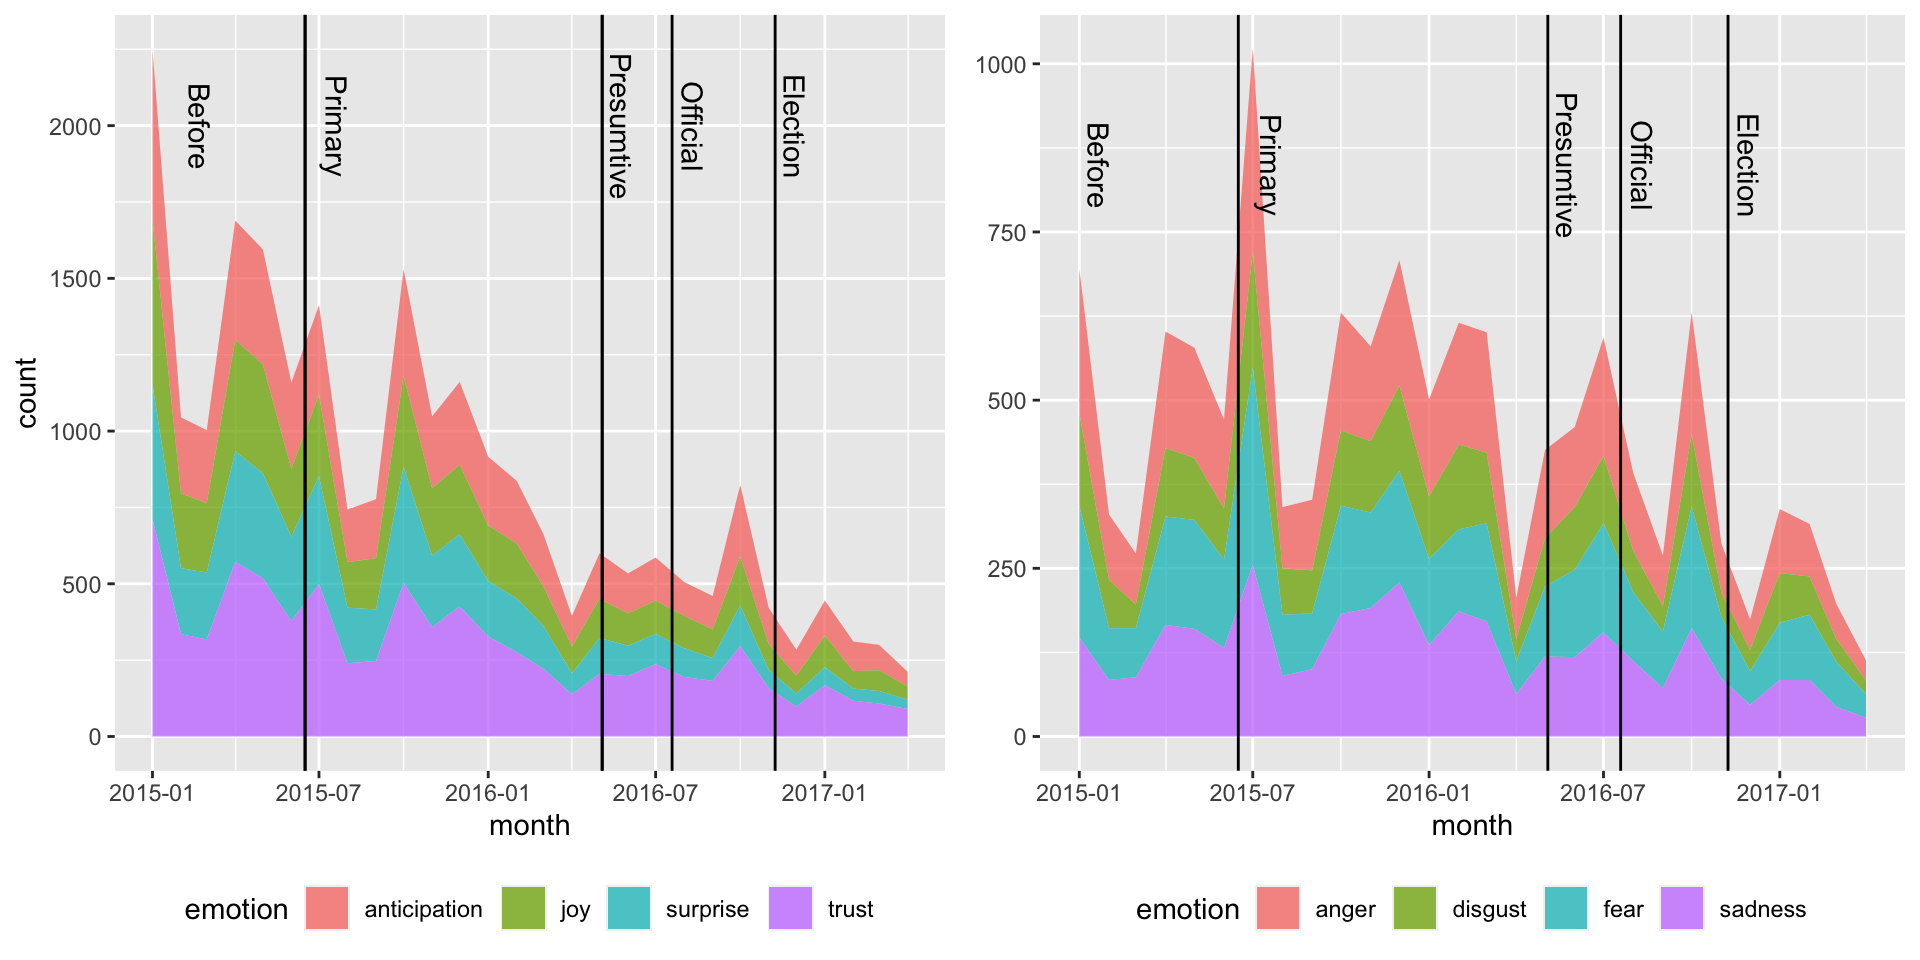 Before
Primary
Presumtive
Official
Election
2000
1500
1000
500
0
count
2015-01 2015-07 2016-01 2016-07 2017-01
month
emotion anticipation joy surprise trust
Before
Primary
Presumtive
Official
Election
1000
750
500
250
0
2015-01 2015-07 2016-01 2016-07 2017-01
month
emotion anger disgust fear sadness